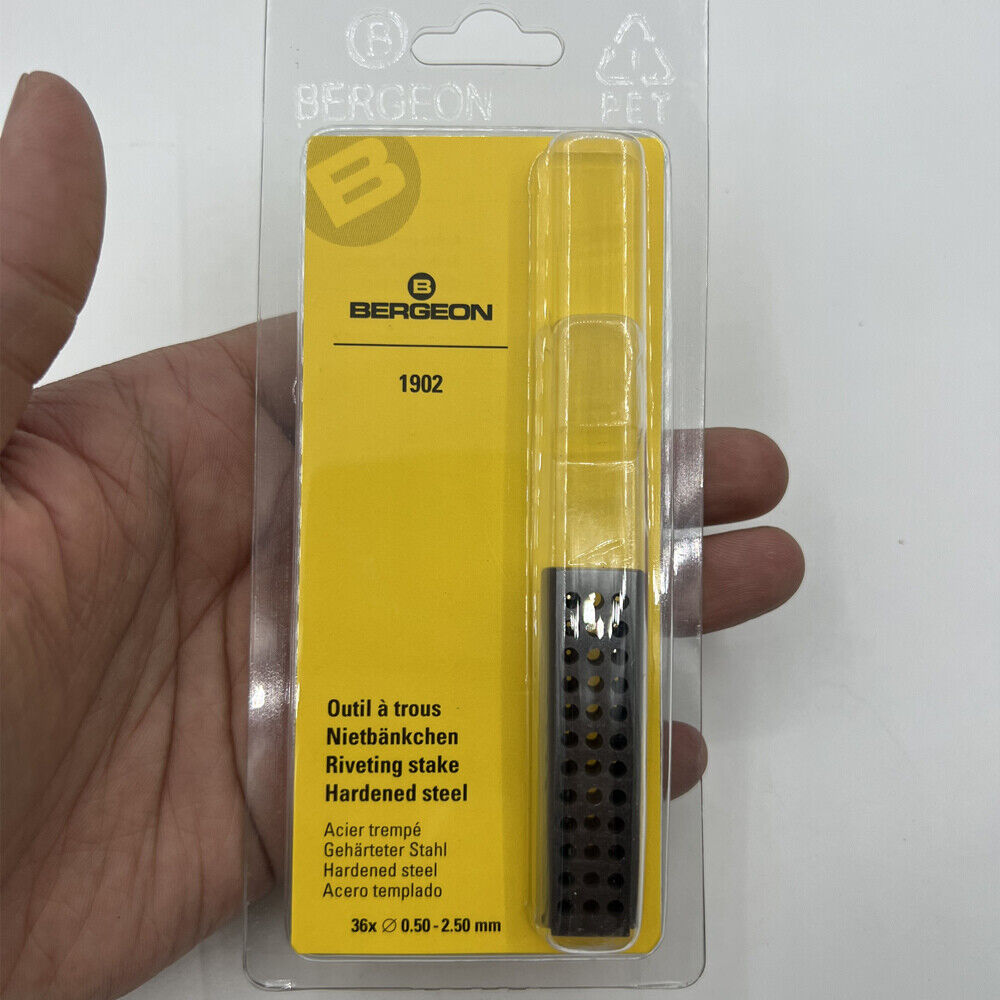 B
BERGEON
PET
B
B
BERGEON
1902
Outil à trous
Nietbänkchen
Riveting stake
Hardened steel
Acier trempé
Gehärteter Stahl
Hardened steel
Acero templado
36x ∅ 0.50 - 2.50 mm